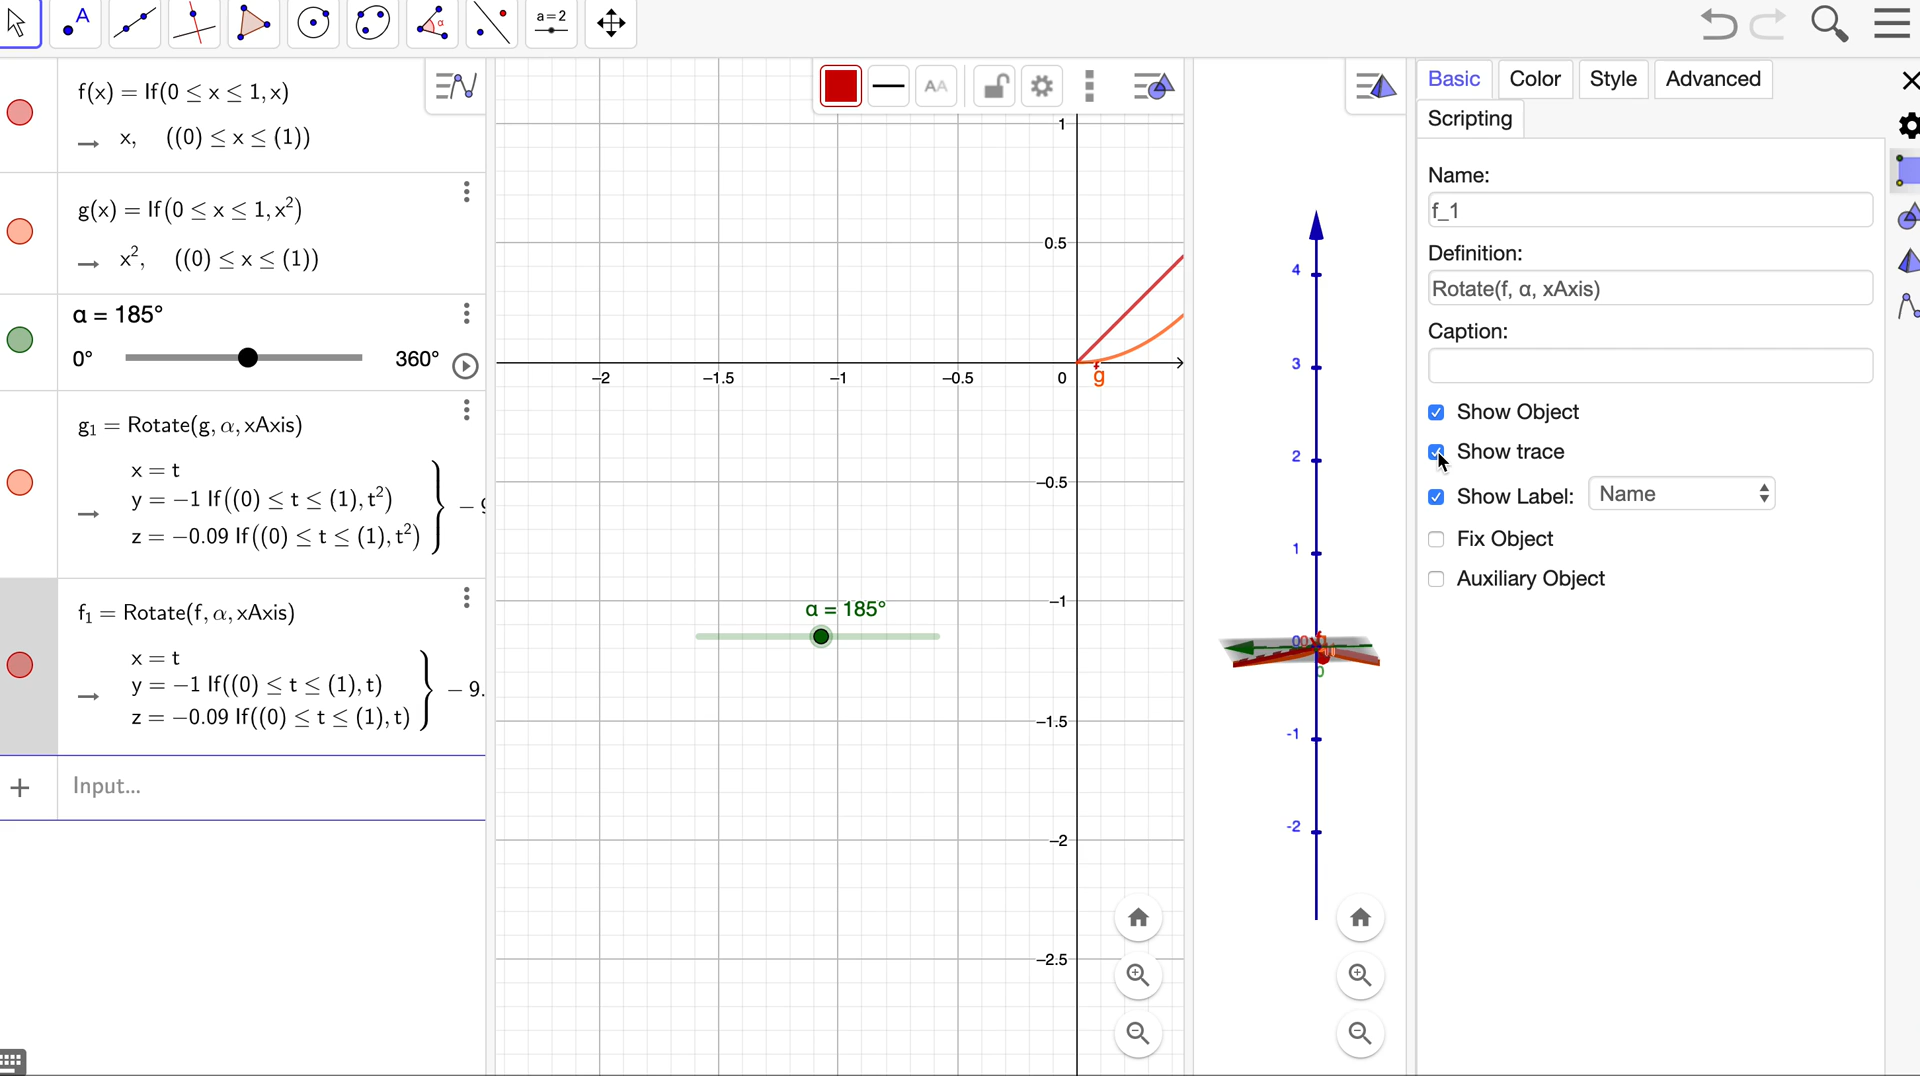 A
α
a=2
f(x) = If(0 ≤ x ≤ 1, x)
→ x, ((0) ≤ x ≤ (1))
g(x) = If(0 ≤ x ≤ 1, x²)
→ x², ((0) ≤ x ≤ (1))
α = 185°
0° 360°
g₁ = Rotate(g, α, xAxis)
x = t
y = −1 If((0) ≤ t ≤ (1), t²)
→ z = −0.09 If((0) ≤ t ≤ (1), t²)
f₁ = Rotate(f, α, xAxis)
x = t
→ y = −1 If((0) ≤ t ≤ (1), t) } − 9.
z = −0.09 If((0) ≤ t ≤ (1), t)
+ Input...
AA
1
0.5
−2 −1.5 −1 −0.5 0
g
−0.5
α = 185°
−1
−1.5
−2
−2.5
4
3
2
1
0
-1
-2
Basic Color Style Advanced
Scripting
Name:
f_1
Definition:
Rotate(f, α, xAxis)
Caption:
Show Object
Show trace
Show Label: Name
Fix Object
Auxiliary Object